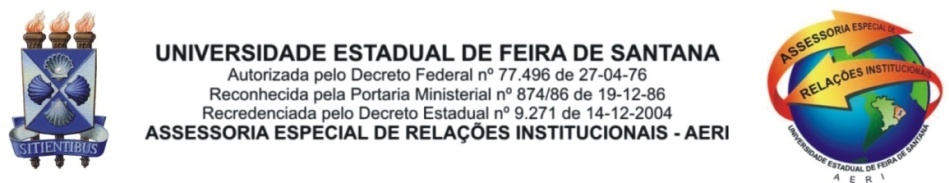 UNIVERSIDADE ESTADUAL DE FEIRA DE SANTANA
Autorizada pelo Decreto Federal nº 77.496 de 27-04-76
Reconhecida pela Portaria Ministerial nº 874/86 de 19-12-86
Recredenciada pelo Decreto Estadual nº 9.271 de 14-12-2004
ASSESSORIA ESPECIAL DE RELAÇÕES INSTITUCIONAIS - AERI
SITIENTIBUS
ASSESSORIA ESPECIAL DE
RELAÇÕES INSTITUCIONAIS
UNIVERSIDADE ESTADUAL DE FEIRA DE SANTANA
A E R I